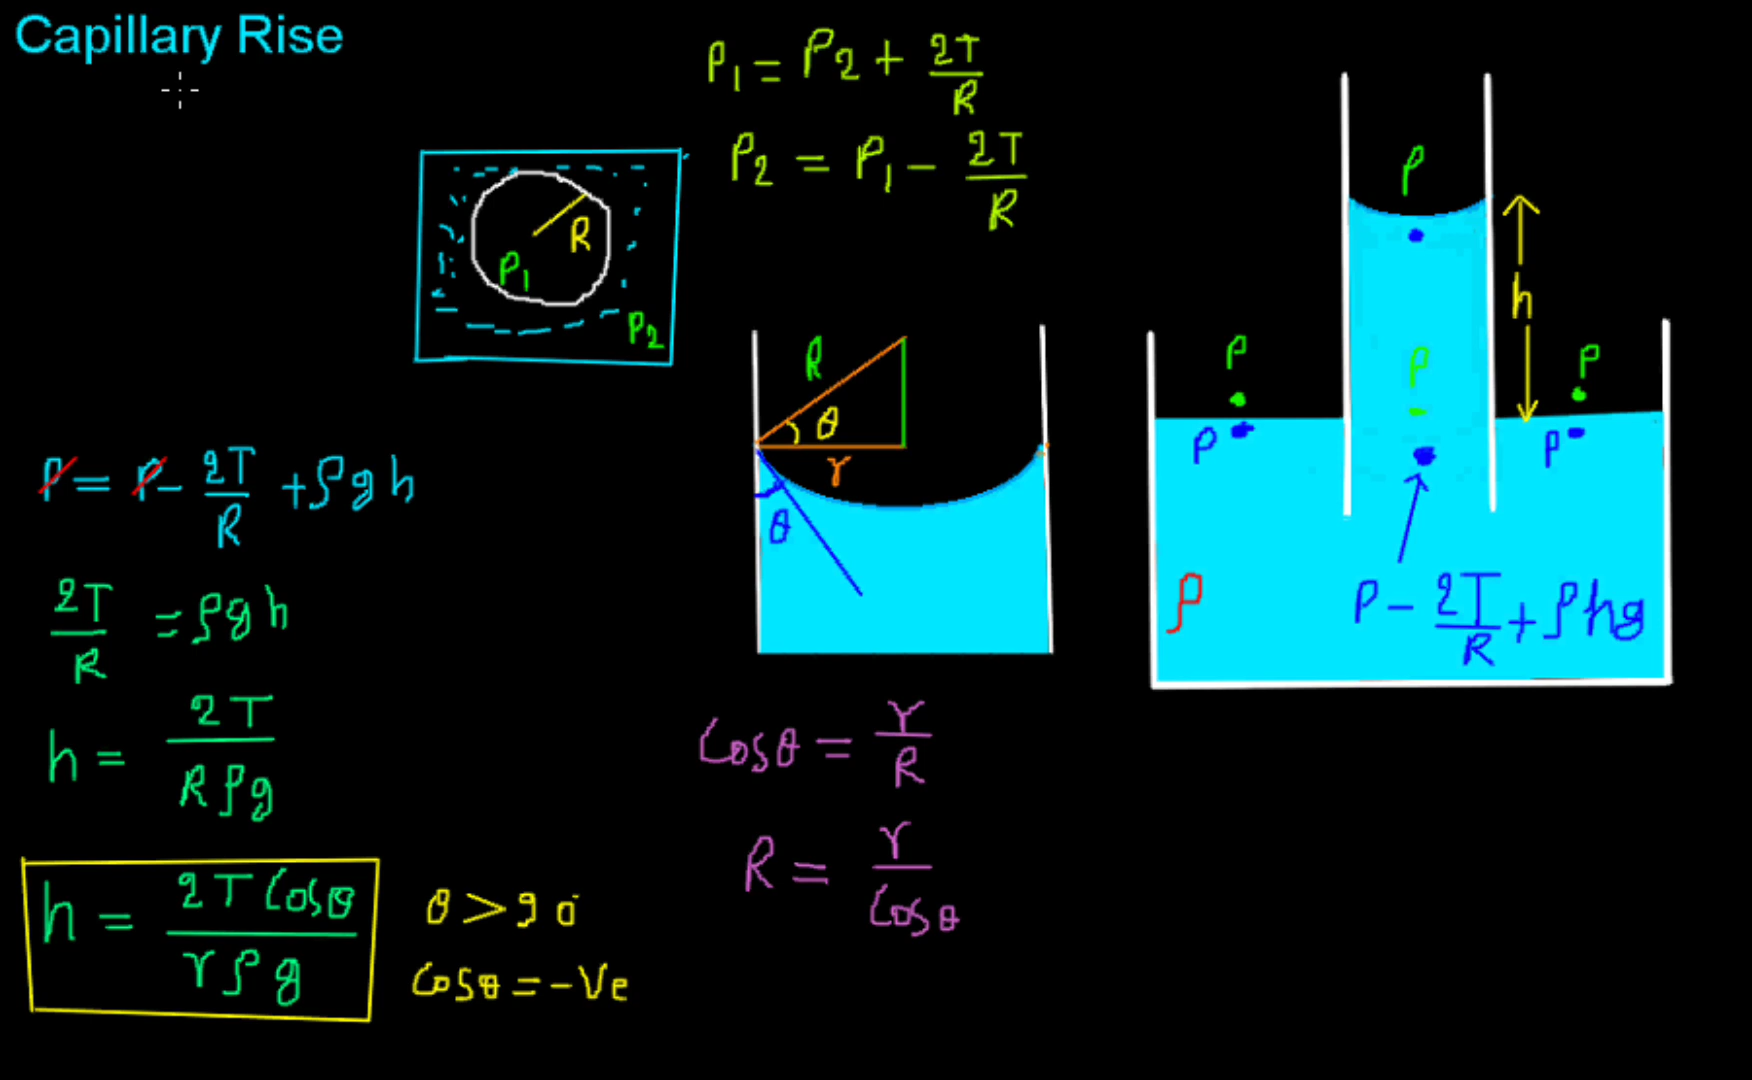 Capillary Rise
P₁ = P₂ + 2T/R
P₂ = P₁ - 2T/R
R
P₁
P₂
P = P - 2T/R + ρgh
2T/R = ρgh
h = 2T/Rρg
h = 2T Cosθ/rρg
θ > 90°
Cosθ = -Ve
R
θ
r
θ
Cosθ = r/R
R = r/Cosθ
P
h
P
P
P
P
P
ρ
P - 2T/R + ρhg